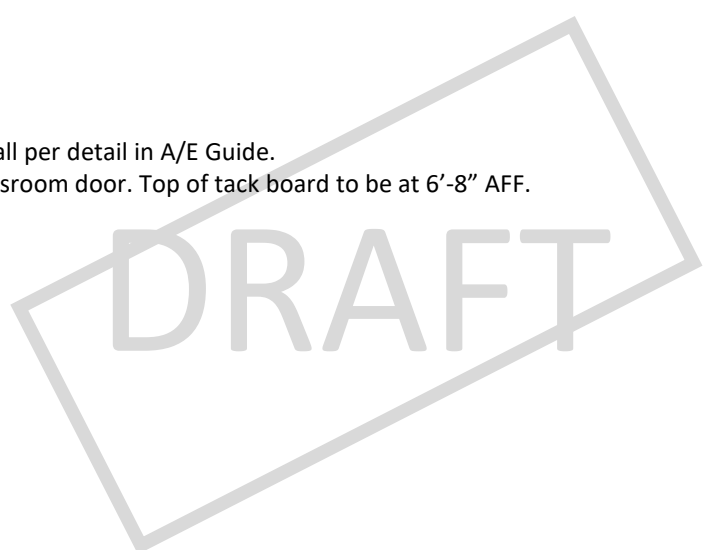 all per detail in A/E Guide.
sroom door. Top of tack board to be at 6’-8” AFF.
DRAFT